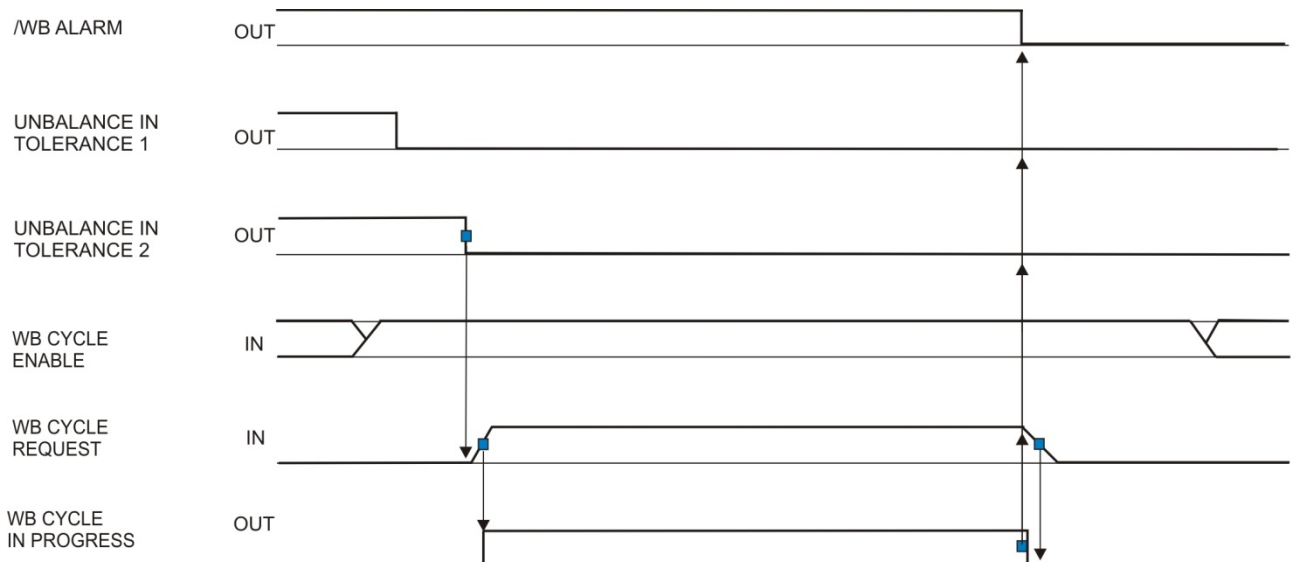 /WB ALARM OUT
UNBALANCE IN
TOLERANCE 1
OUT
UNBALANCE IN
TOLERANCE 2
OUT
WB CYCLE
ENABLE
IN
WB CYCLE
REQUEST
IN
WB CYCLE
IN PROGRESS
OUT